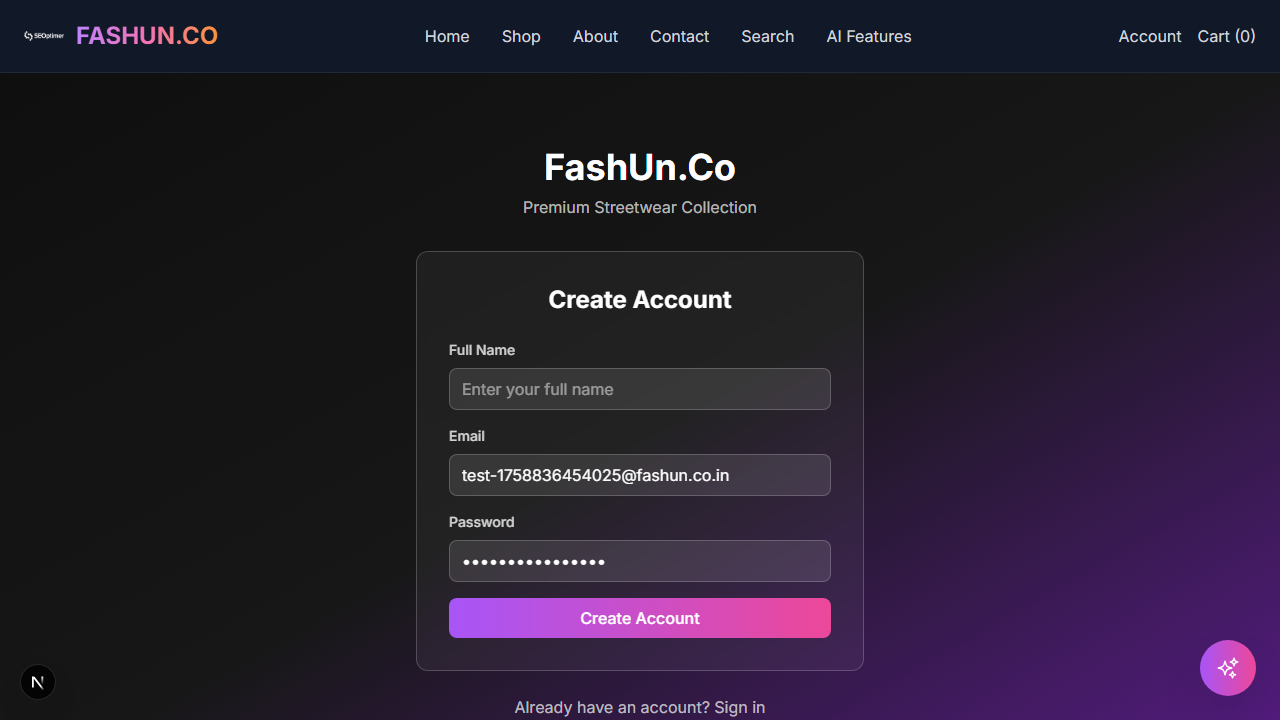 SEOptimer FASHUN.CO Home Shop About Contact Search AI Features Account Cart (0)
FashUn.Co
Premium Streetwear Collection
Create Account
Full Name
Enter your full name
Email
test-1758836454025@fashun.co.in
Password
••••••••••••••••
Create Account
N
Already have an account? Sign in